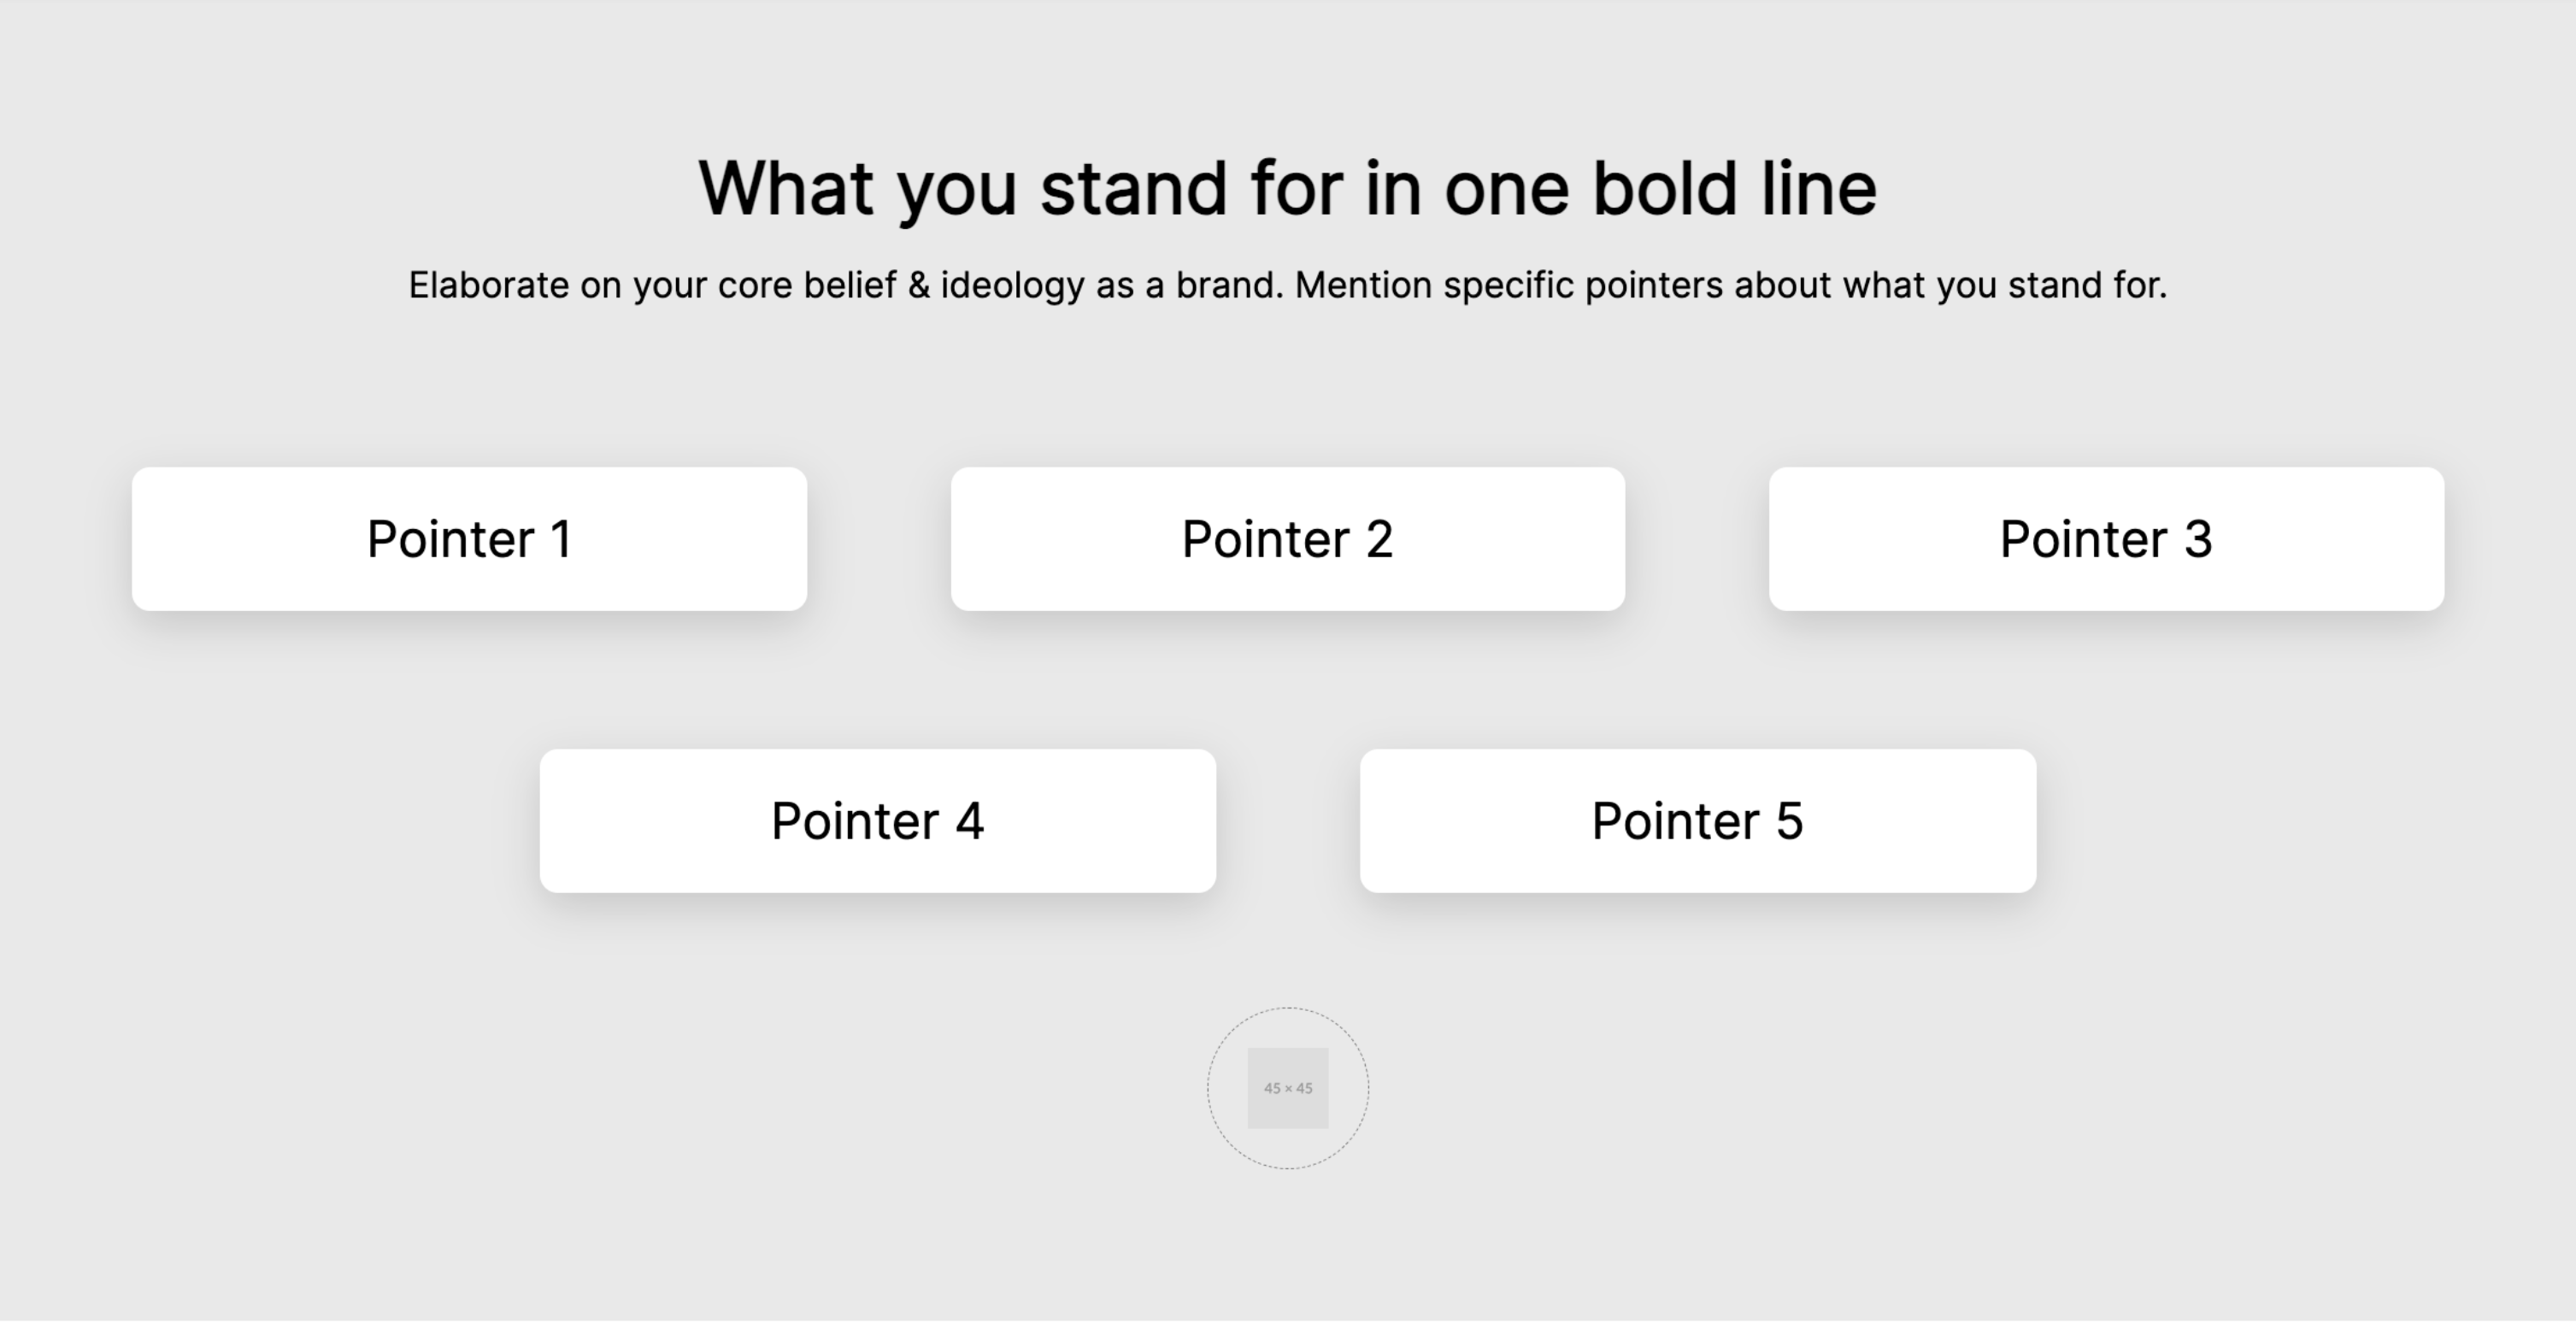 What you stand for in one bold line
Elaborate on your core belief & ideology as a brand. Mention specific pointers about what you stand for.
Pointer 1
Pointer 2
Pointer 3
Pointer 4
Pointer 5
45 × 45